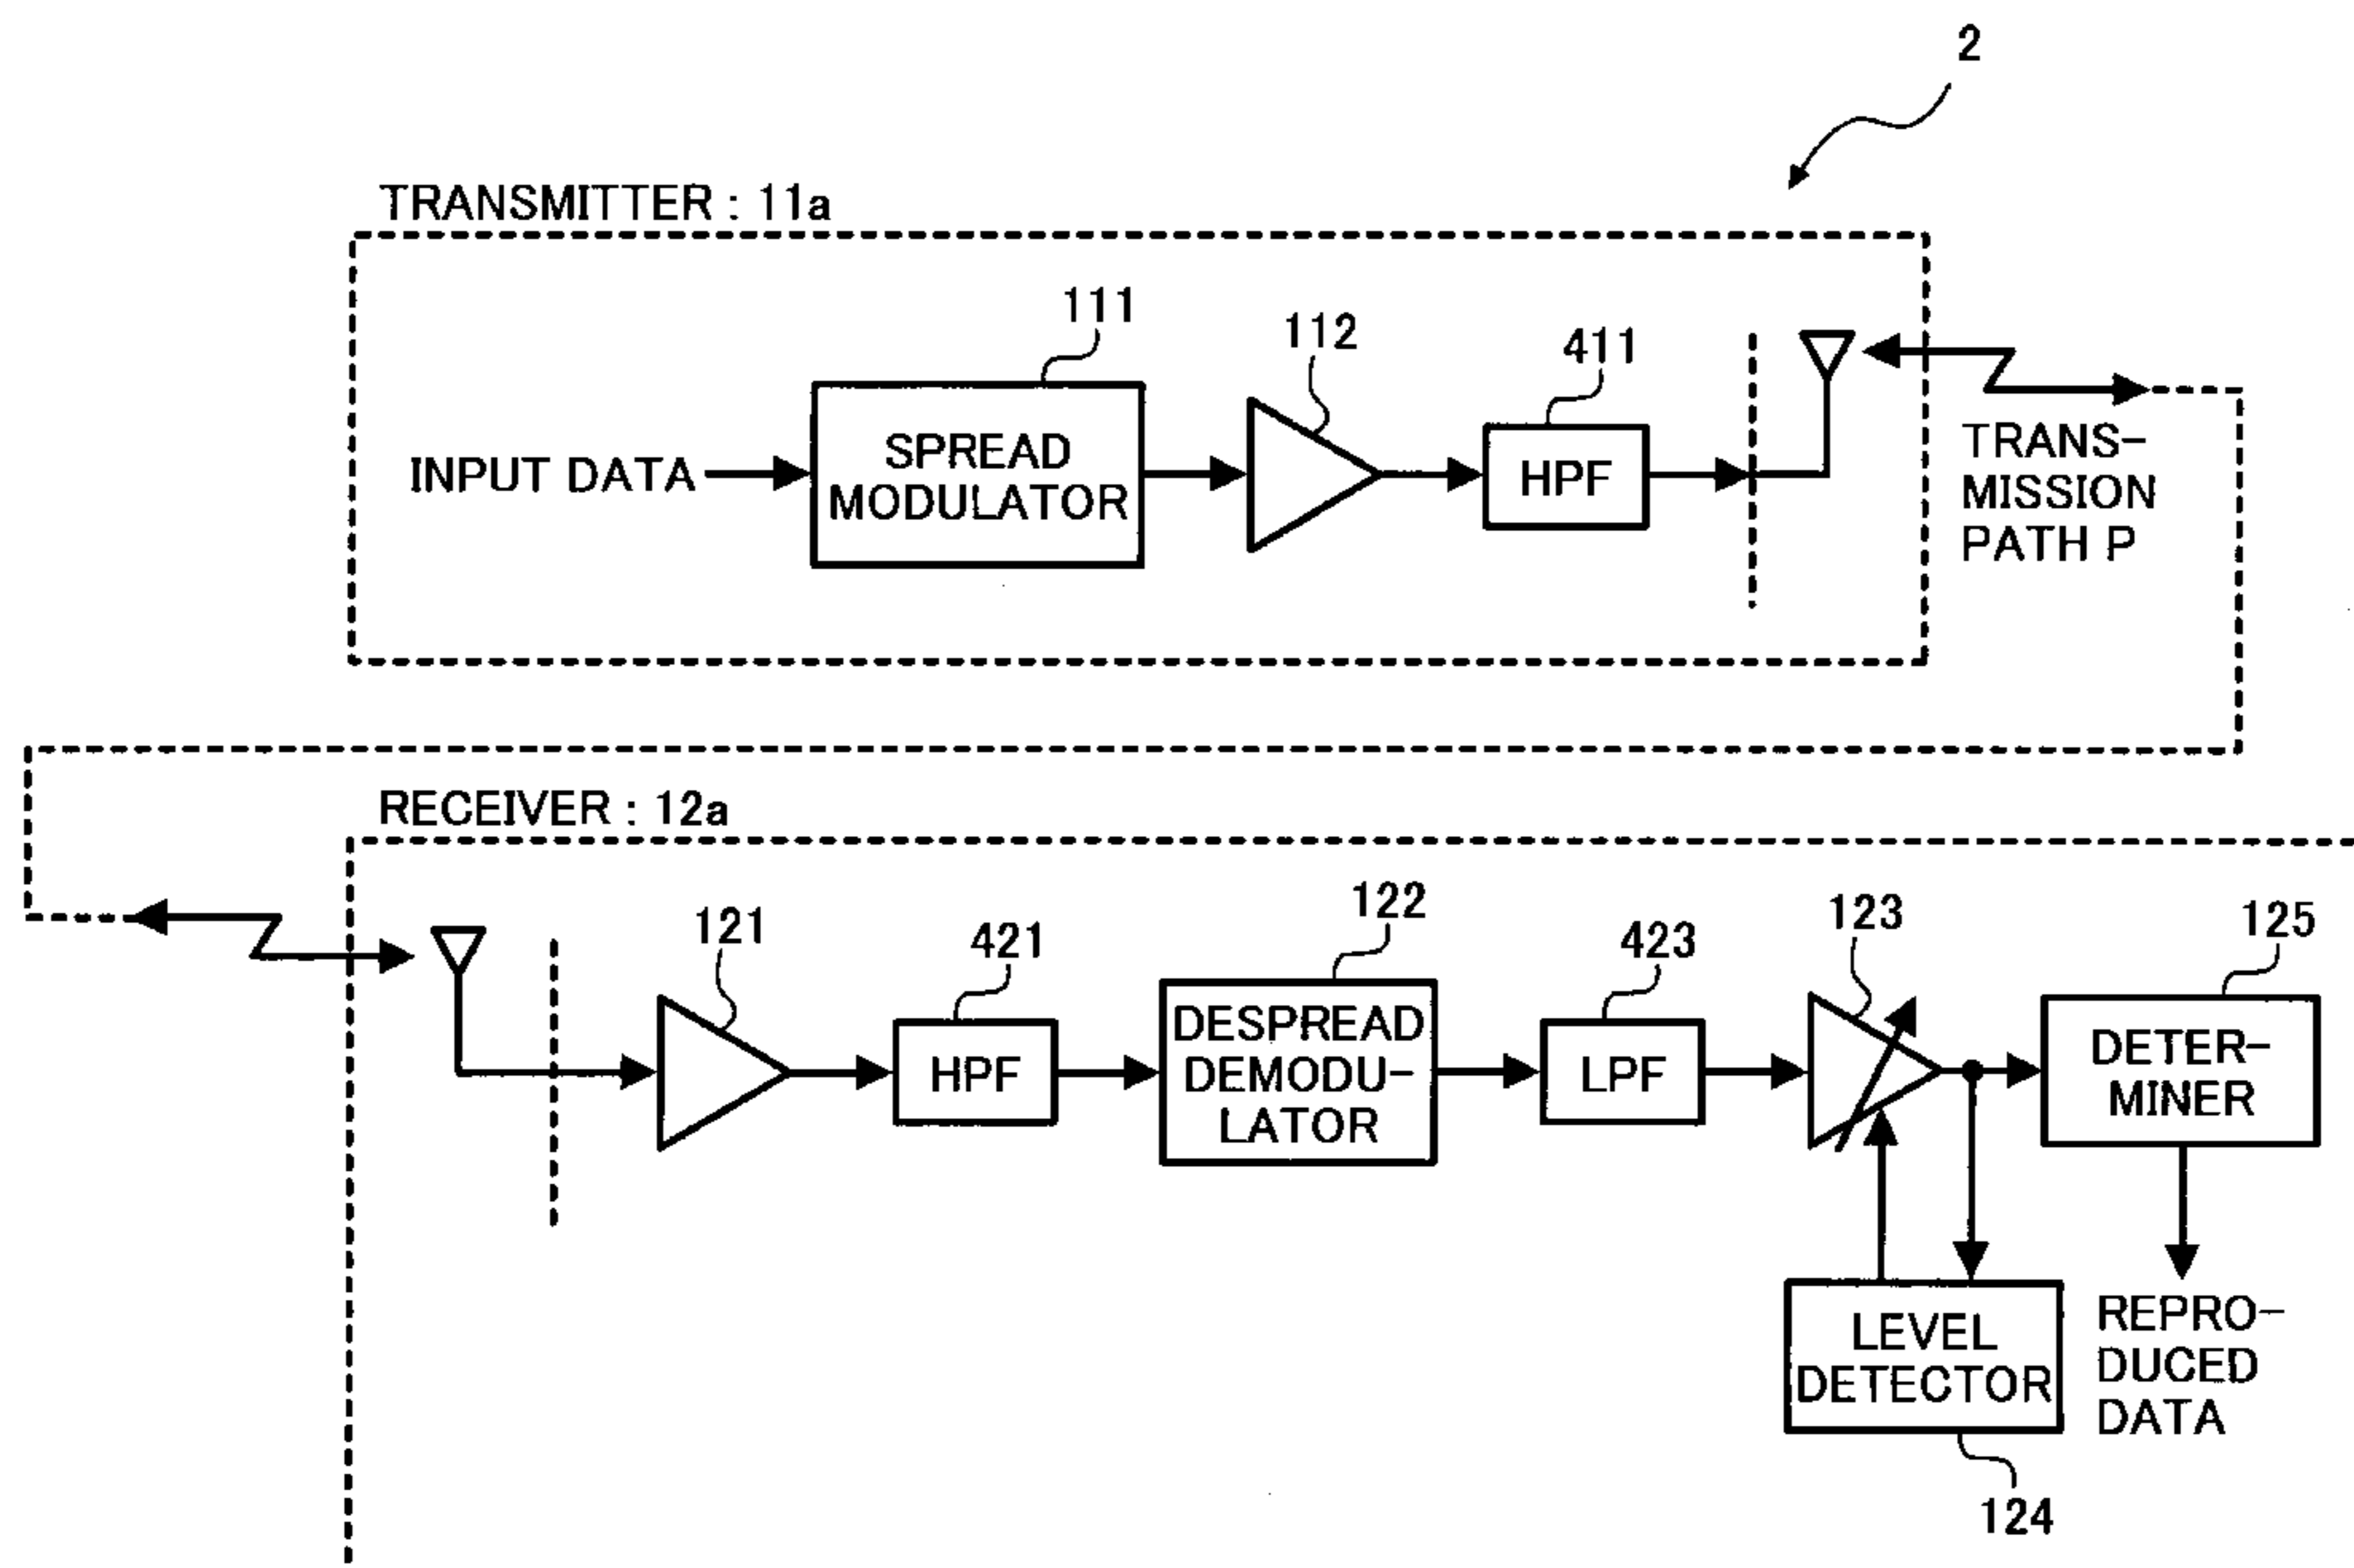 2
TRANSMITTER : 11a
111
112
411
INPUT DATA
SPREAD
MODULATOR
HPF
TRANS-
MISSION
PATH P
RECEIVER : 12a
121
421
122
423
123
125
HPF
DESPREAD
DEMODU-
LATOR
LPF
DETER-
MINER
LEVEL
DETECTOR
REPRO-
DUCED
DATA
124